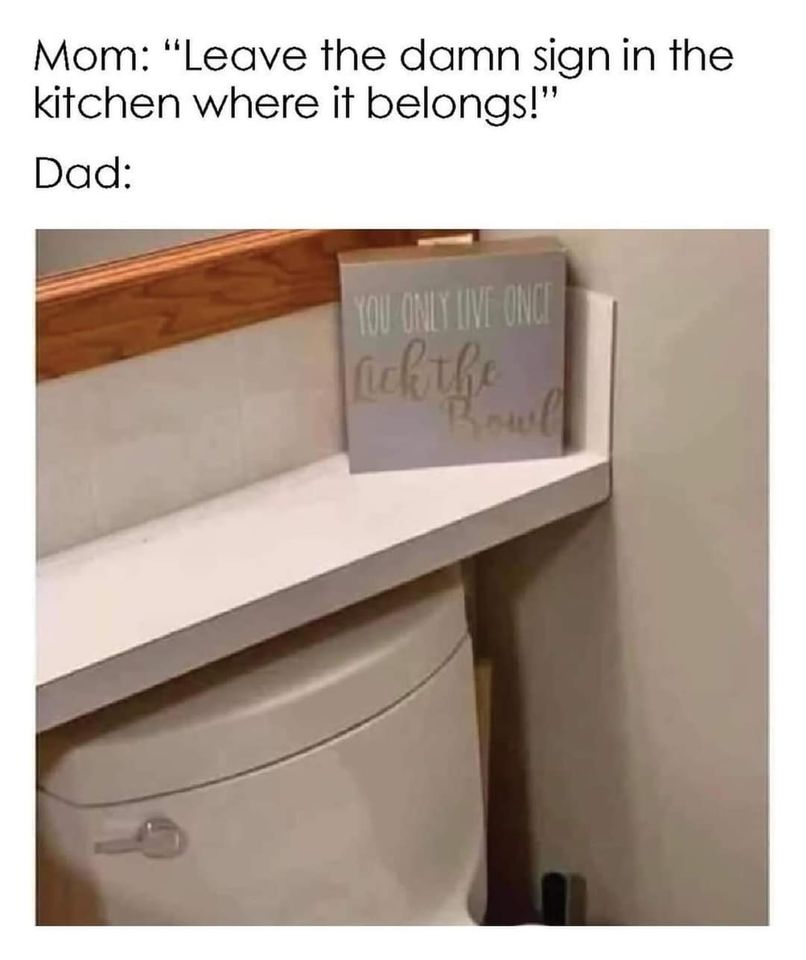 Mom: “Leave the damn sign in the
kitchen where it belongs!”
Dad:
YOU ONLY LIVE ONCE
lick the
Bowl